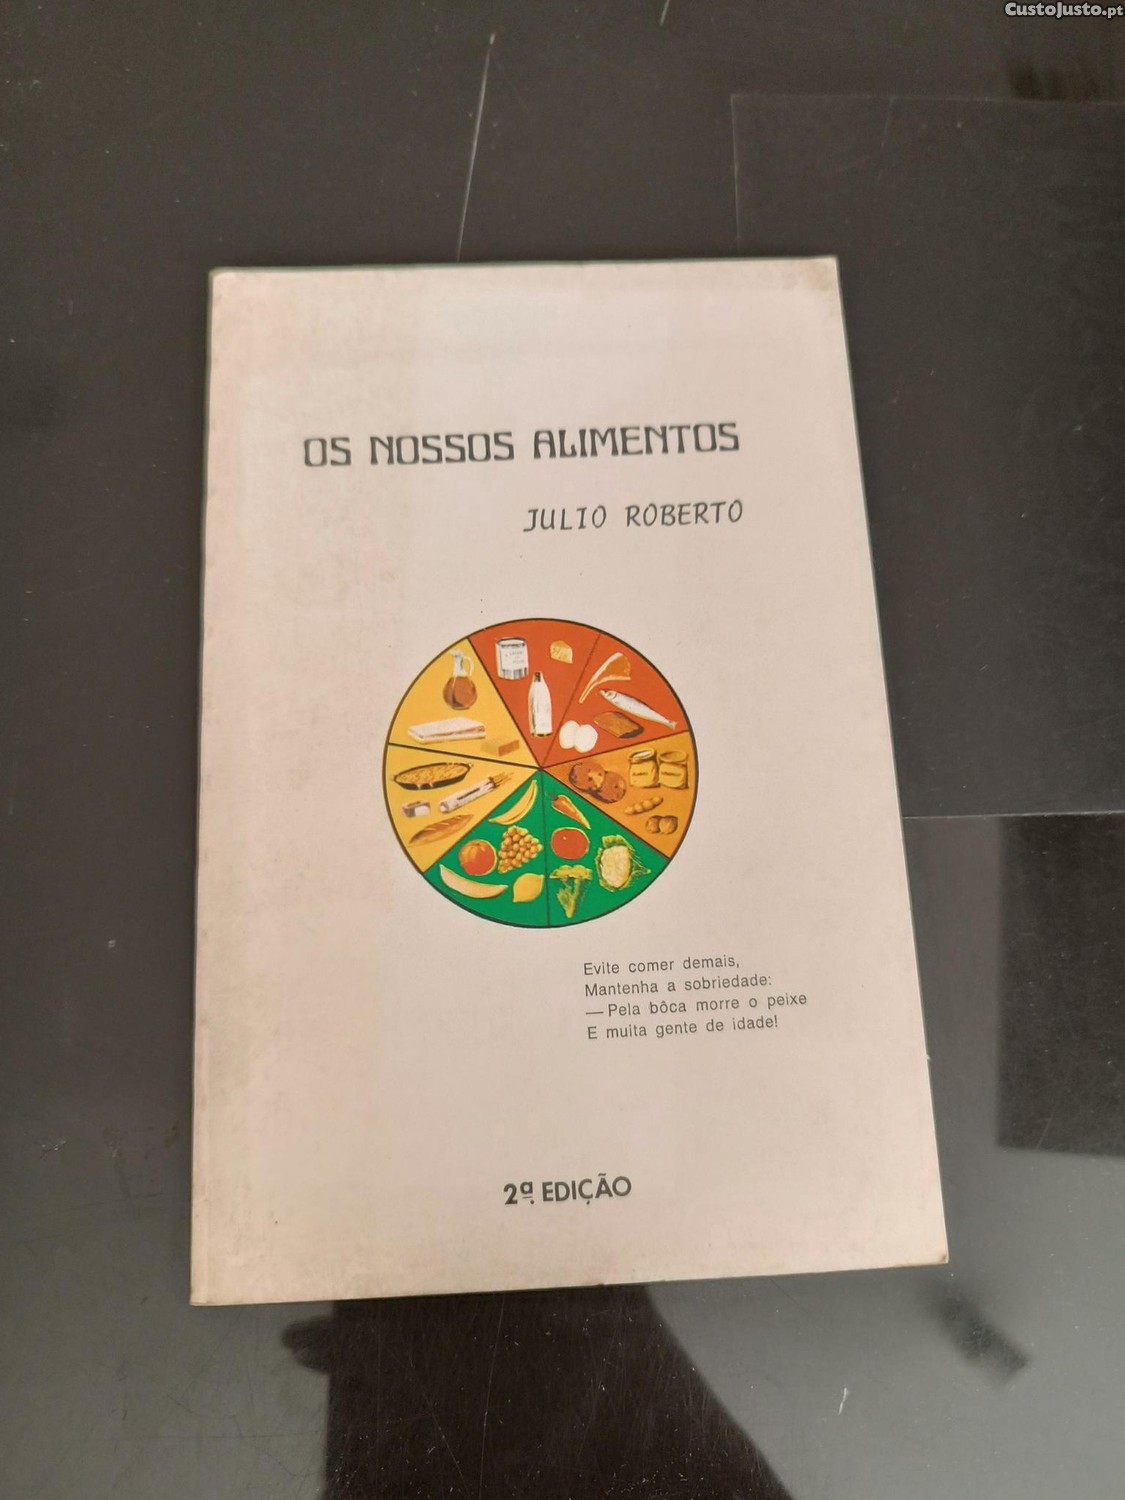 CustoJusto.pt
OS NOSSOS ALIMENTOS
JULIO ROBERTO
Evite comer demais,
Mantenha a sobriedade:
— Pela bôca morre o peixe
E muita gente de idade!
2ª EDIÇÃO